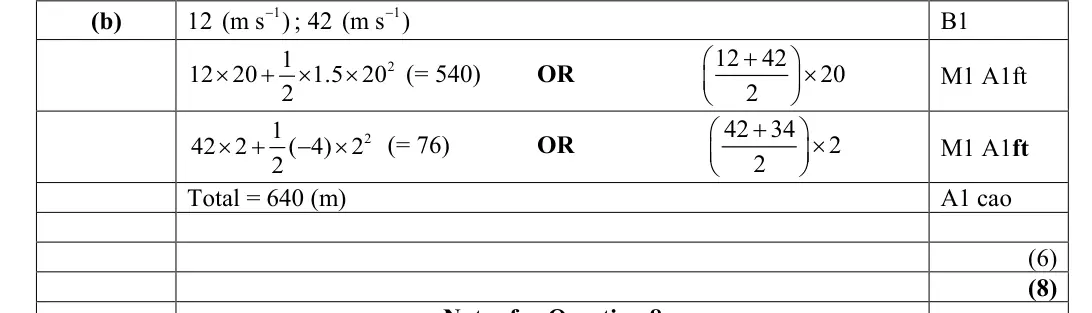 (b) 12 (m s⁻¹) ; 42 (m s⁻¹) B1
12 × 20 + 1/2 × 1.5 × 20² (= 540) OR ((12 + 42)/2) × 20 M1 A1ft
42 × 2 + 1/2 (−4) × 2² (= 76) OR ((42 + 34)/2) × 2 M1 A1ft
Total = 640 (m) A1 cao
(6)
(8)